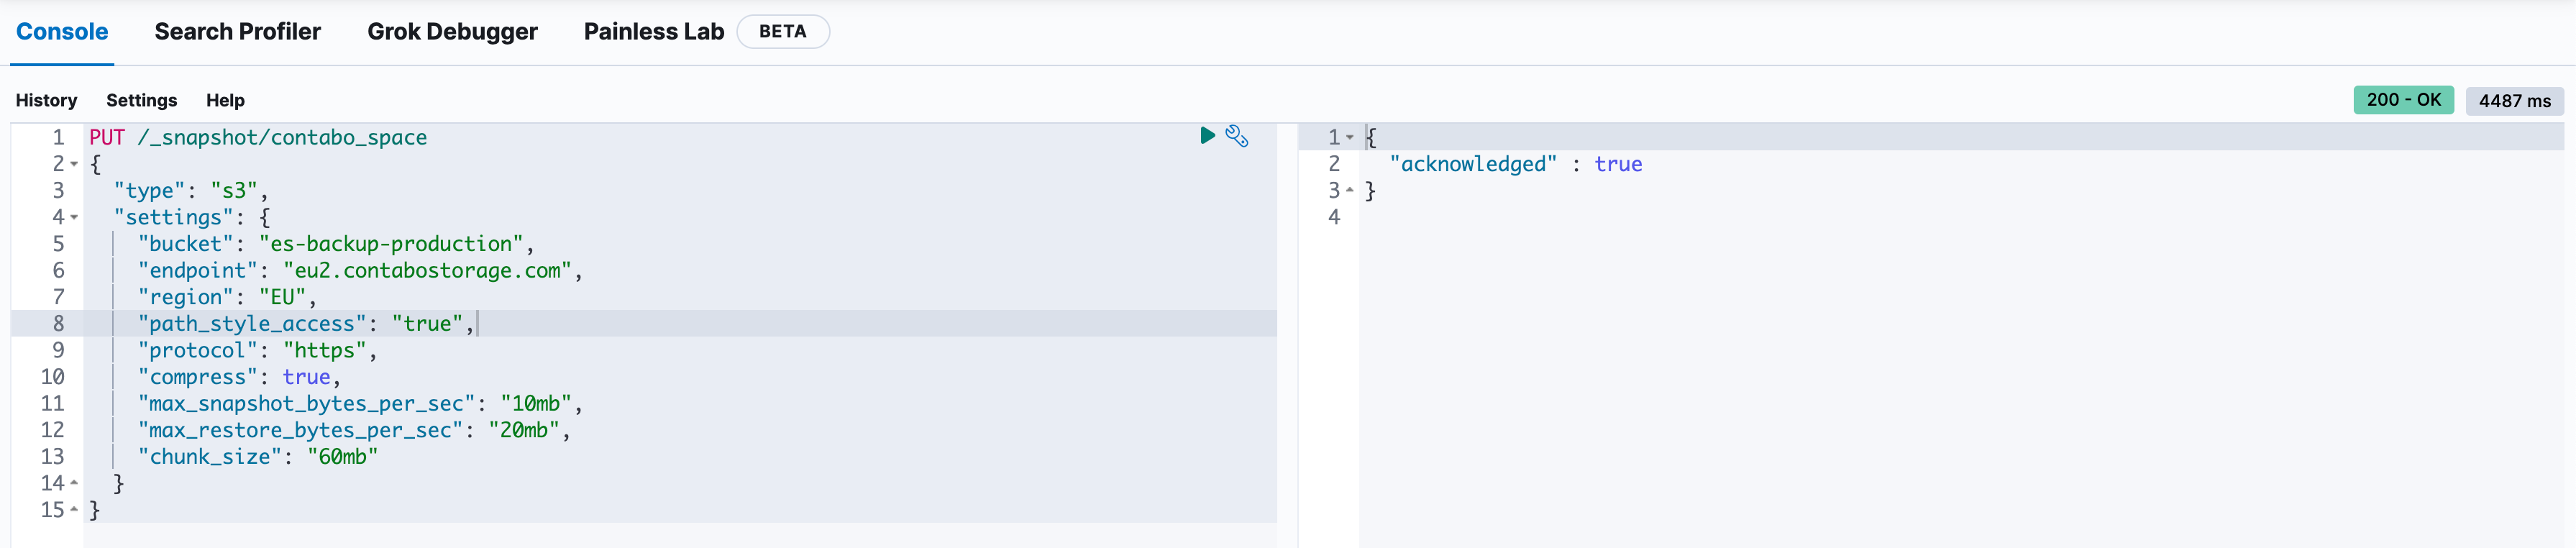 Console Search Profiler Grok Debugger Painless Lab BETA
History Settings Help 200 - OK 4487 ms
1 PUT /_snapshot/contabo_space
2 {
3 "type": "s3",
4 "settings": {
5 "bucket": "es-backup-production",
6 "endpoint": "eu2.contabostorage.com",
7 "region": "EU",
8 "path_style_access": "true",
9 "protocol": "https",
10 "compress": true,
11 "max_snapshot_bytes_per_sec": "10mb",
12 "max_restore_bytes_per_sec": "20mb",
13 "chunk_size": "60mb"
14 }
15 }
1 {
2 "acknowledged" : true
3 }
4